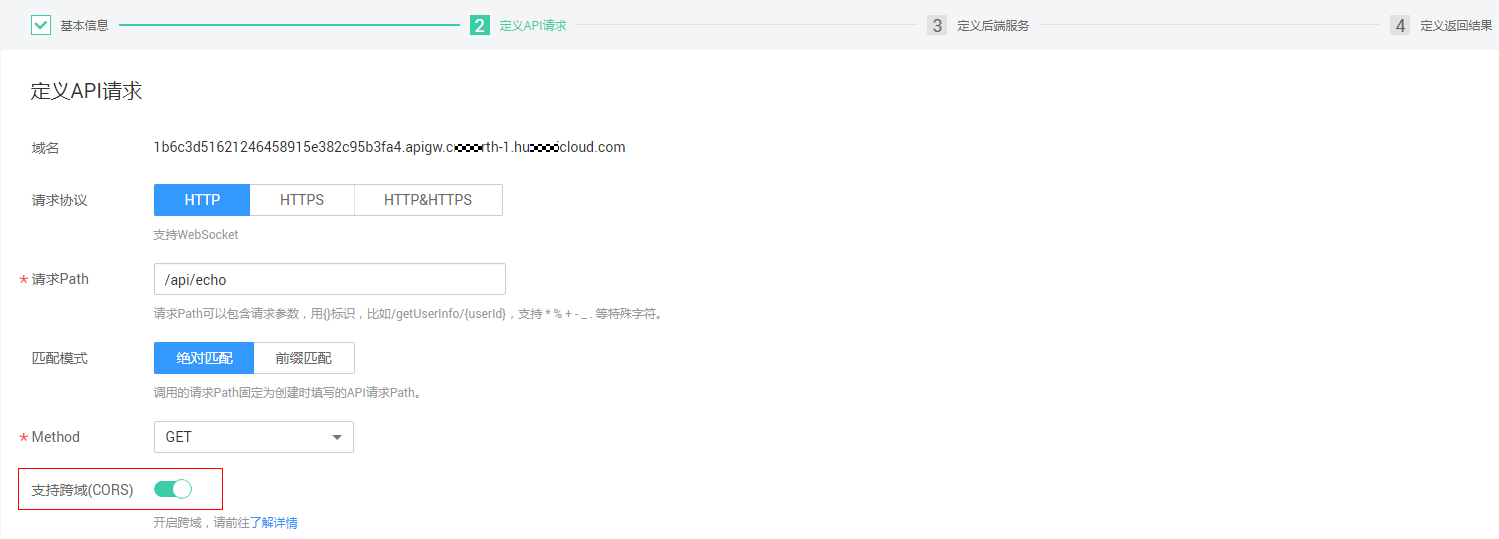 基本信息
2 定义API请求
3 定义后端服务
4 定义返回结果
定义API请求
域名 1b6c3d51621246458915e382c95b3fa4.apigw.c rth-1.hu cloud.com
请求协议 HTTP HTTPS HTTP&HTTPS
支持WebSocket
* 请求Path /api/echo
请求Path可以包含请求参数，用{}标识，比如/getUserInfo/{userId}，支持 * % + - _ . 等特殊字符。
匹配模式 绝对匹配 前缀匹配
调用的请求Path固定为创建时填写的API请求Path。
* Method GET
支持跨域(CORS)
开启跨域，请前往了解详情